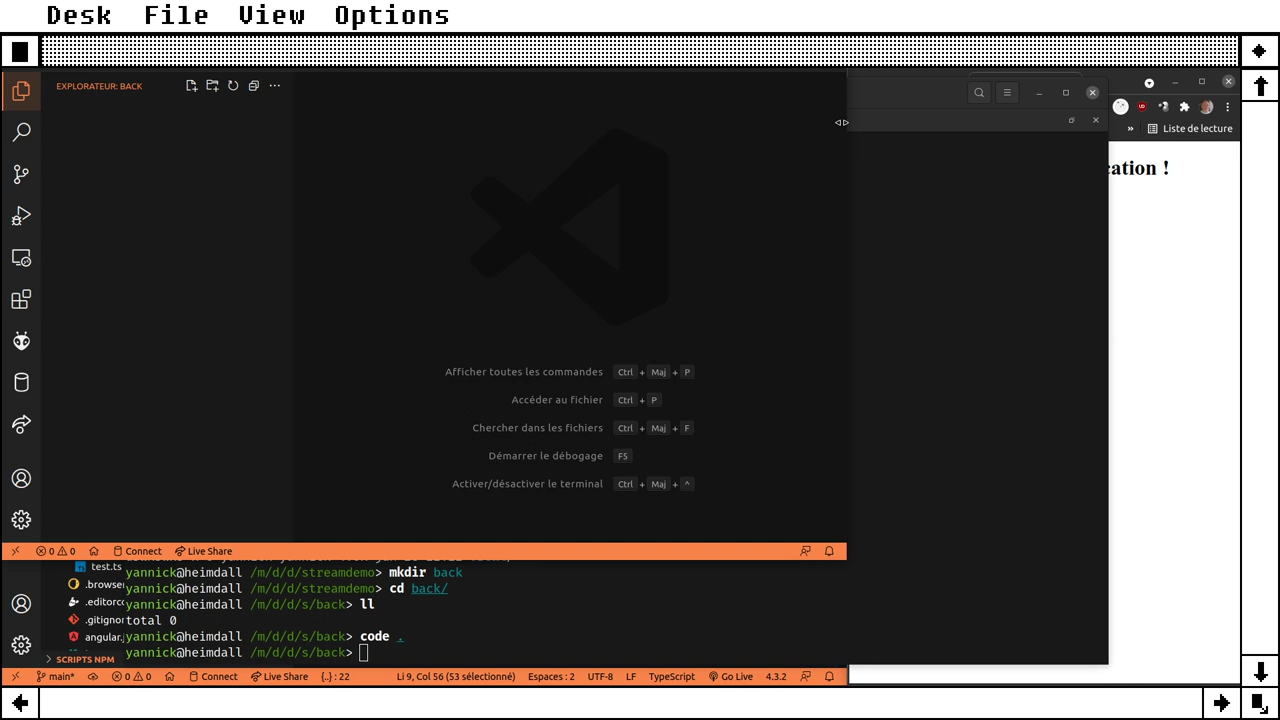 Desk File View Options
EXPLORATEUR: BACK
» Liste de lecture
cation !
Afficher toutes les commandes Ctrl + Maj + P
Accéder au fichier Ctrl + P
Chercher dans les fichiers Ctrl + Maj + F
Démarrer le débogage F5
Activer/désactiver le terminal Ctrl + Maj + ^
0 0 Connect Live Share
test.ts
yannick@heimdall /m/d/d/streamdemo> mkdir back
.browser
yannick@heimdall /m/d/d/streamdemo> cd back/
.editorco
yannick@heimdall /m/d/d/s/back> ll
.gitignor
total 0
angular.j
yannick@heimdall /m/d/d/s/back> code .
yannick@heimdall /m/d/d/s/back>
SCRIPTS NPM
main* 0 0 Connect Live Share {..} : 22 Li 9, Col 56 (53 sélectionné) Espaces : 2 UTF-8 LF TypeScript Go Live 4.3.2